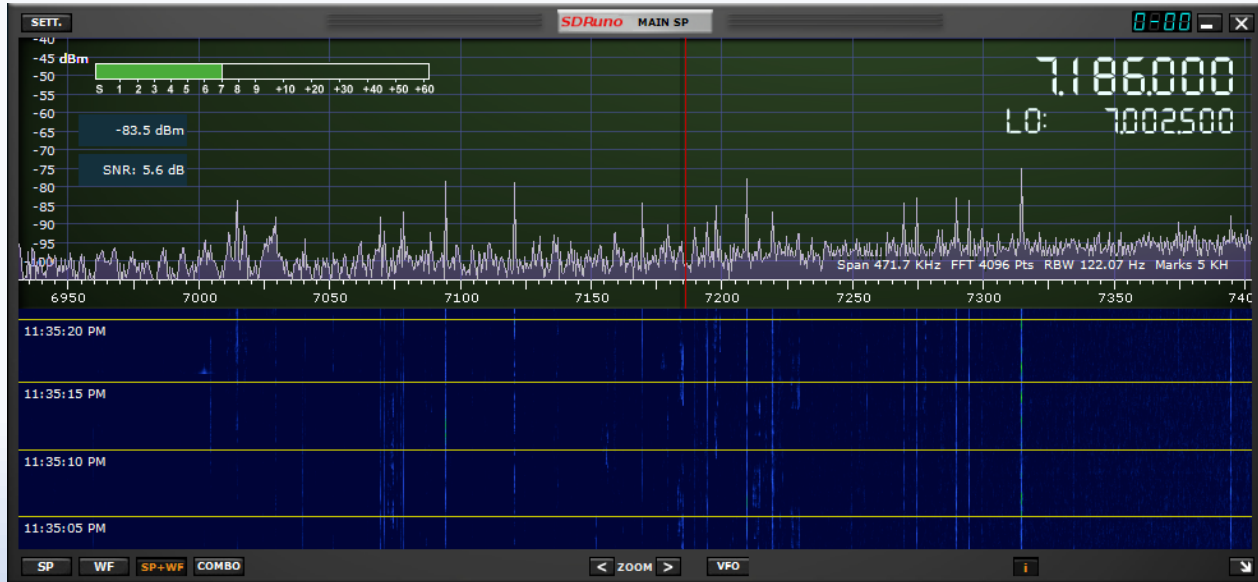 SETT.
SDRuno MAIN SP
0-00
-40
-45 dBm
-50
S 1 2 3 4 5 6 7 8 9 +10 +20 +30 +40 +50 +60
-55
-60
-65
-70
-75
-80
-85
-90
-95
-100
7.186.000
LO: 7.002.500
-83.5 dBm
SNR: 5.6 dB
Span 471.7 KHz FFT 4096 Pts RBW 122.07 Hz Marks 5 KH
6950 7000 7050 7100 7150 7200 7250 7300 7350 740
11:35:20 PM
11:35:15 PM
11:35:10 PM
11:35:05 PM
SP WF SP+WF COMBO < ZOOM > VFO i